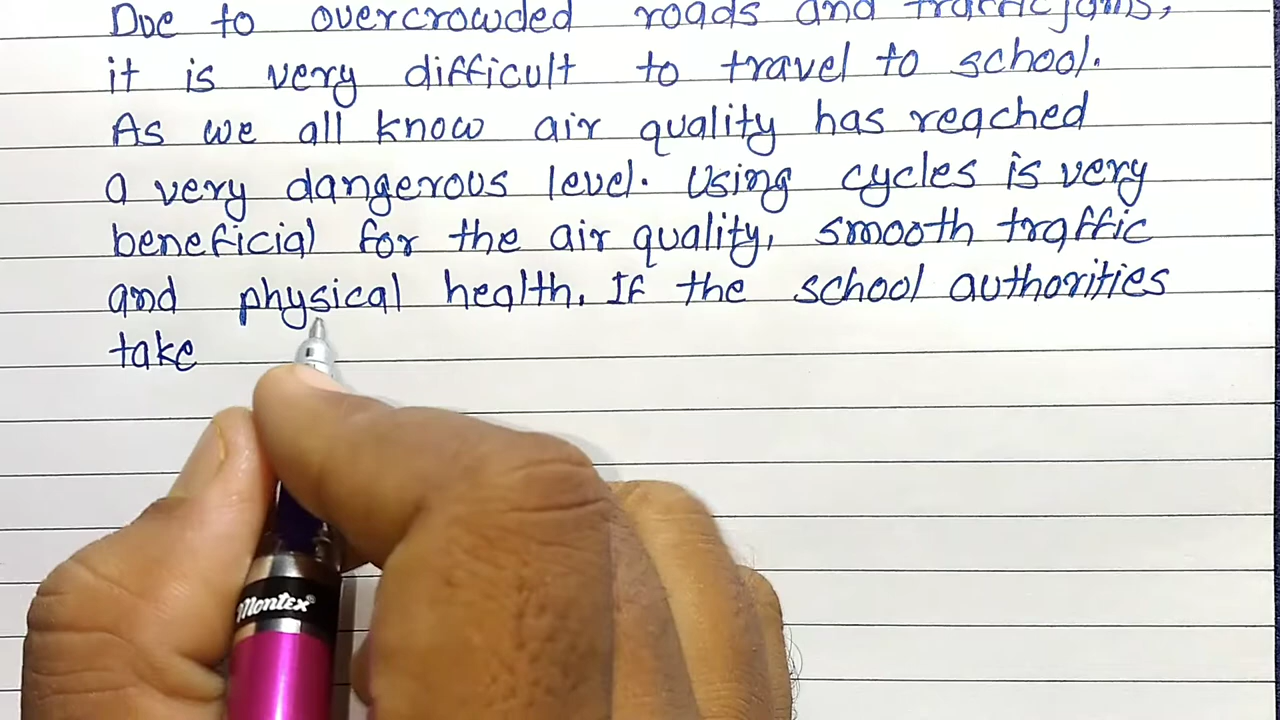 Due to overcrowded roads and traffic jams,
it is very difficult to travel to school.
As we all know air quality has reached
a very dangerous level. Using cycles is very
beneficial for the air quality, smooth traffic
and physical health. If the school authorities
take
Montex